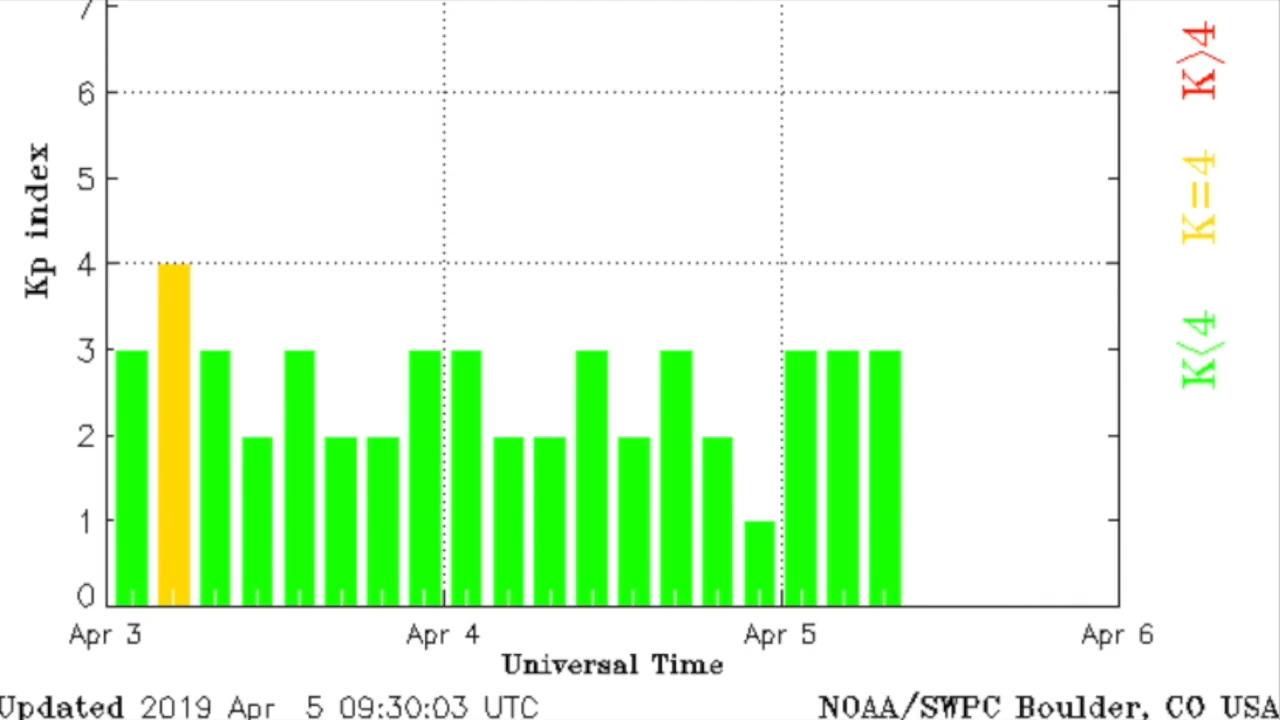 7
6
5
4
3
2
1
0
Kp index
Apr 3
Apr 4
Apr 5
Apr 6
Universal Time
Updated 2019 Apr 5 09:30:03 UTC
NOAA/SWPC Boulder, CO USA
K<4 K=4 K>4